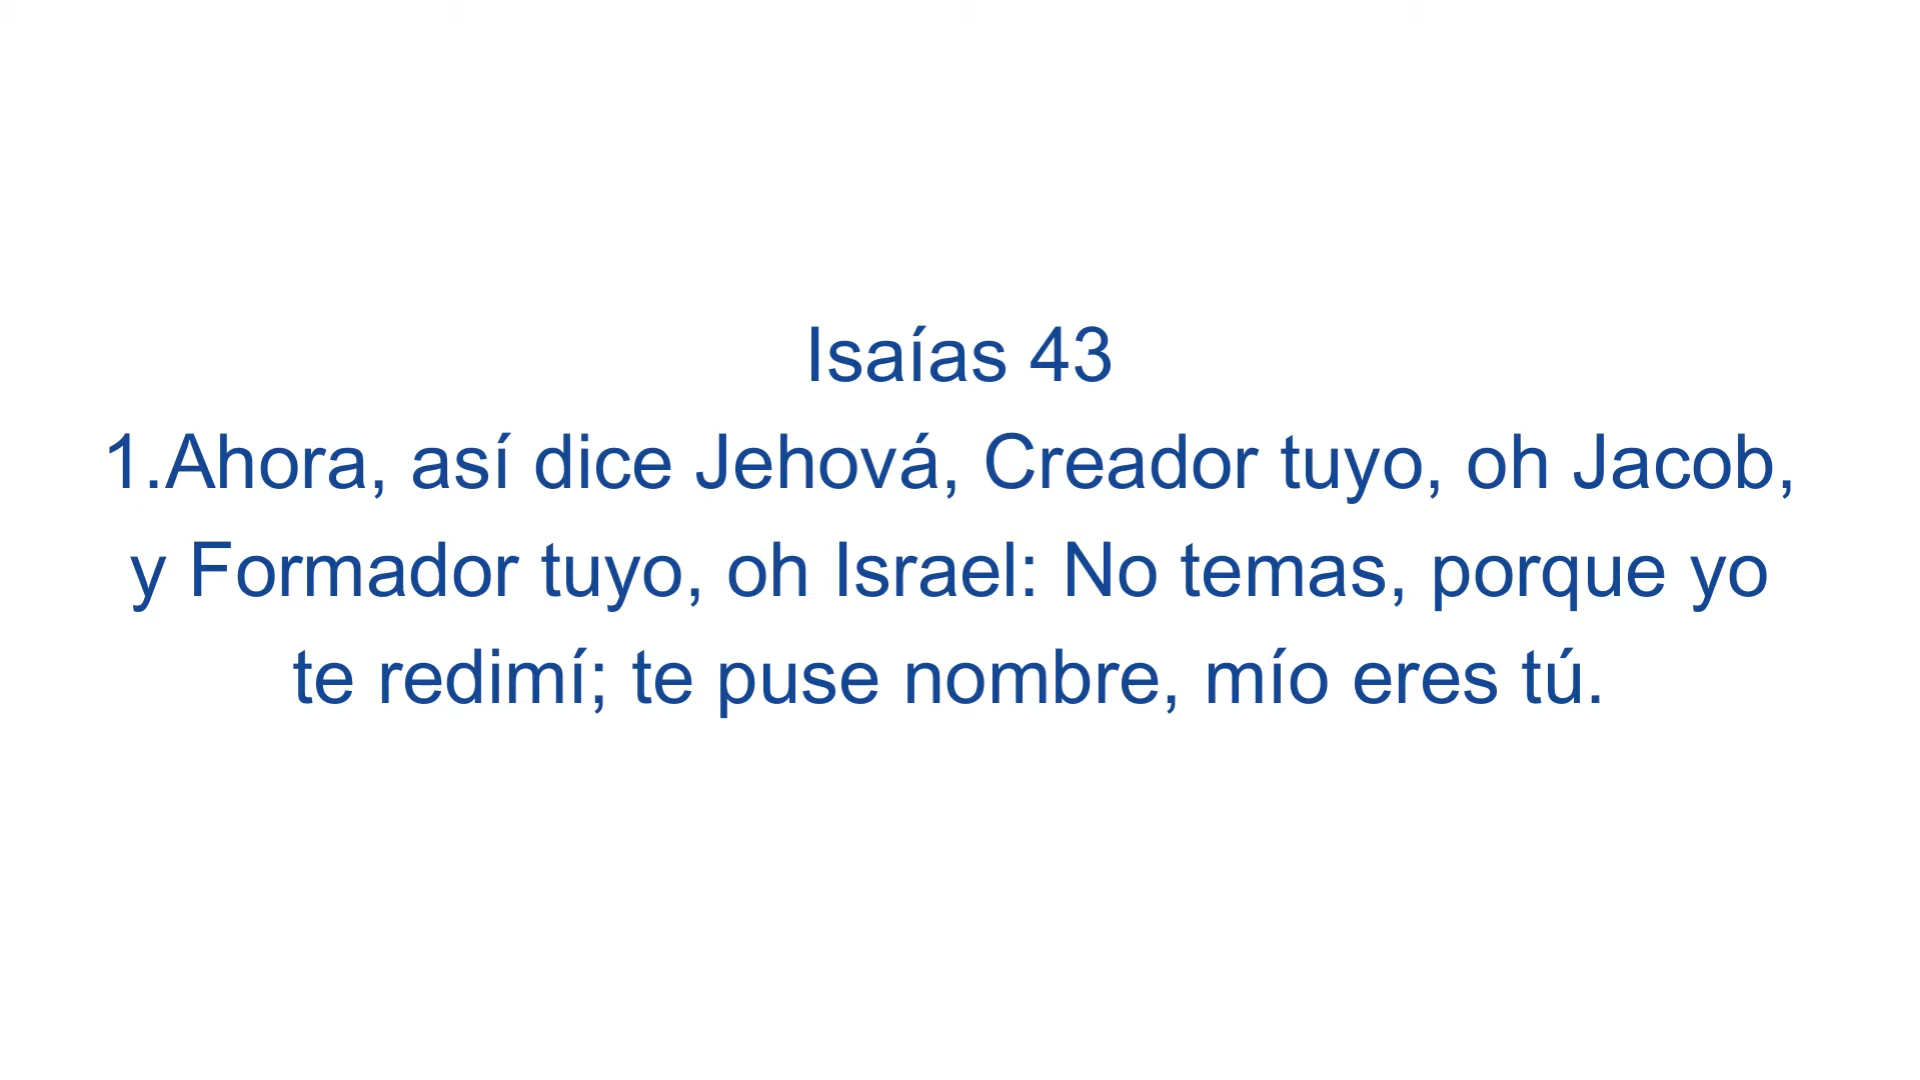 Isaías 43
1.Ahora, así dice Jehová, Creador tuyo, oh Jacob,
y Formador tuyo, oh Israel: No temas, porque yo
te redimí; te puse nombre, mío eres tú.